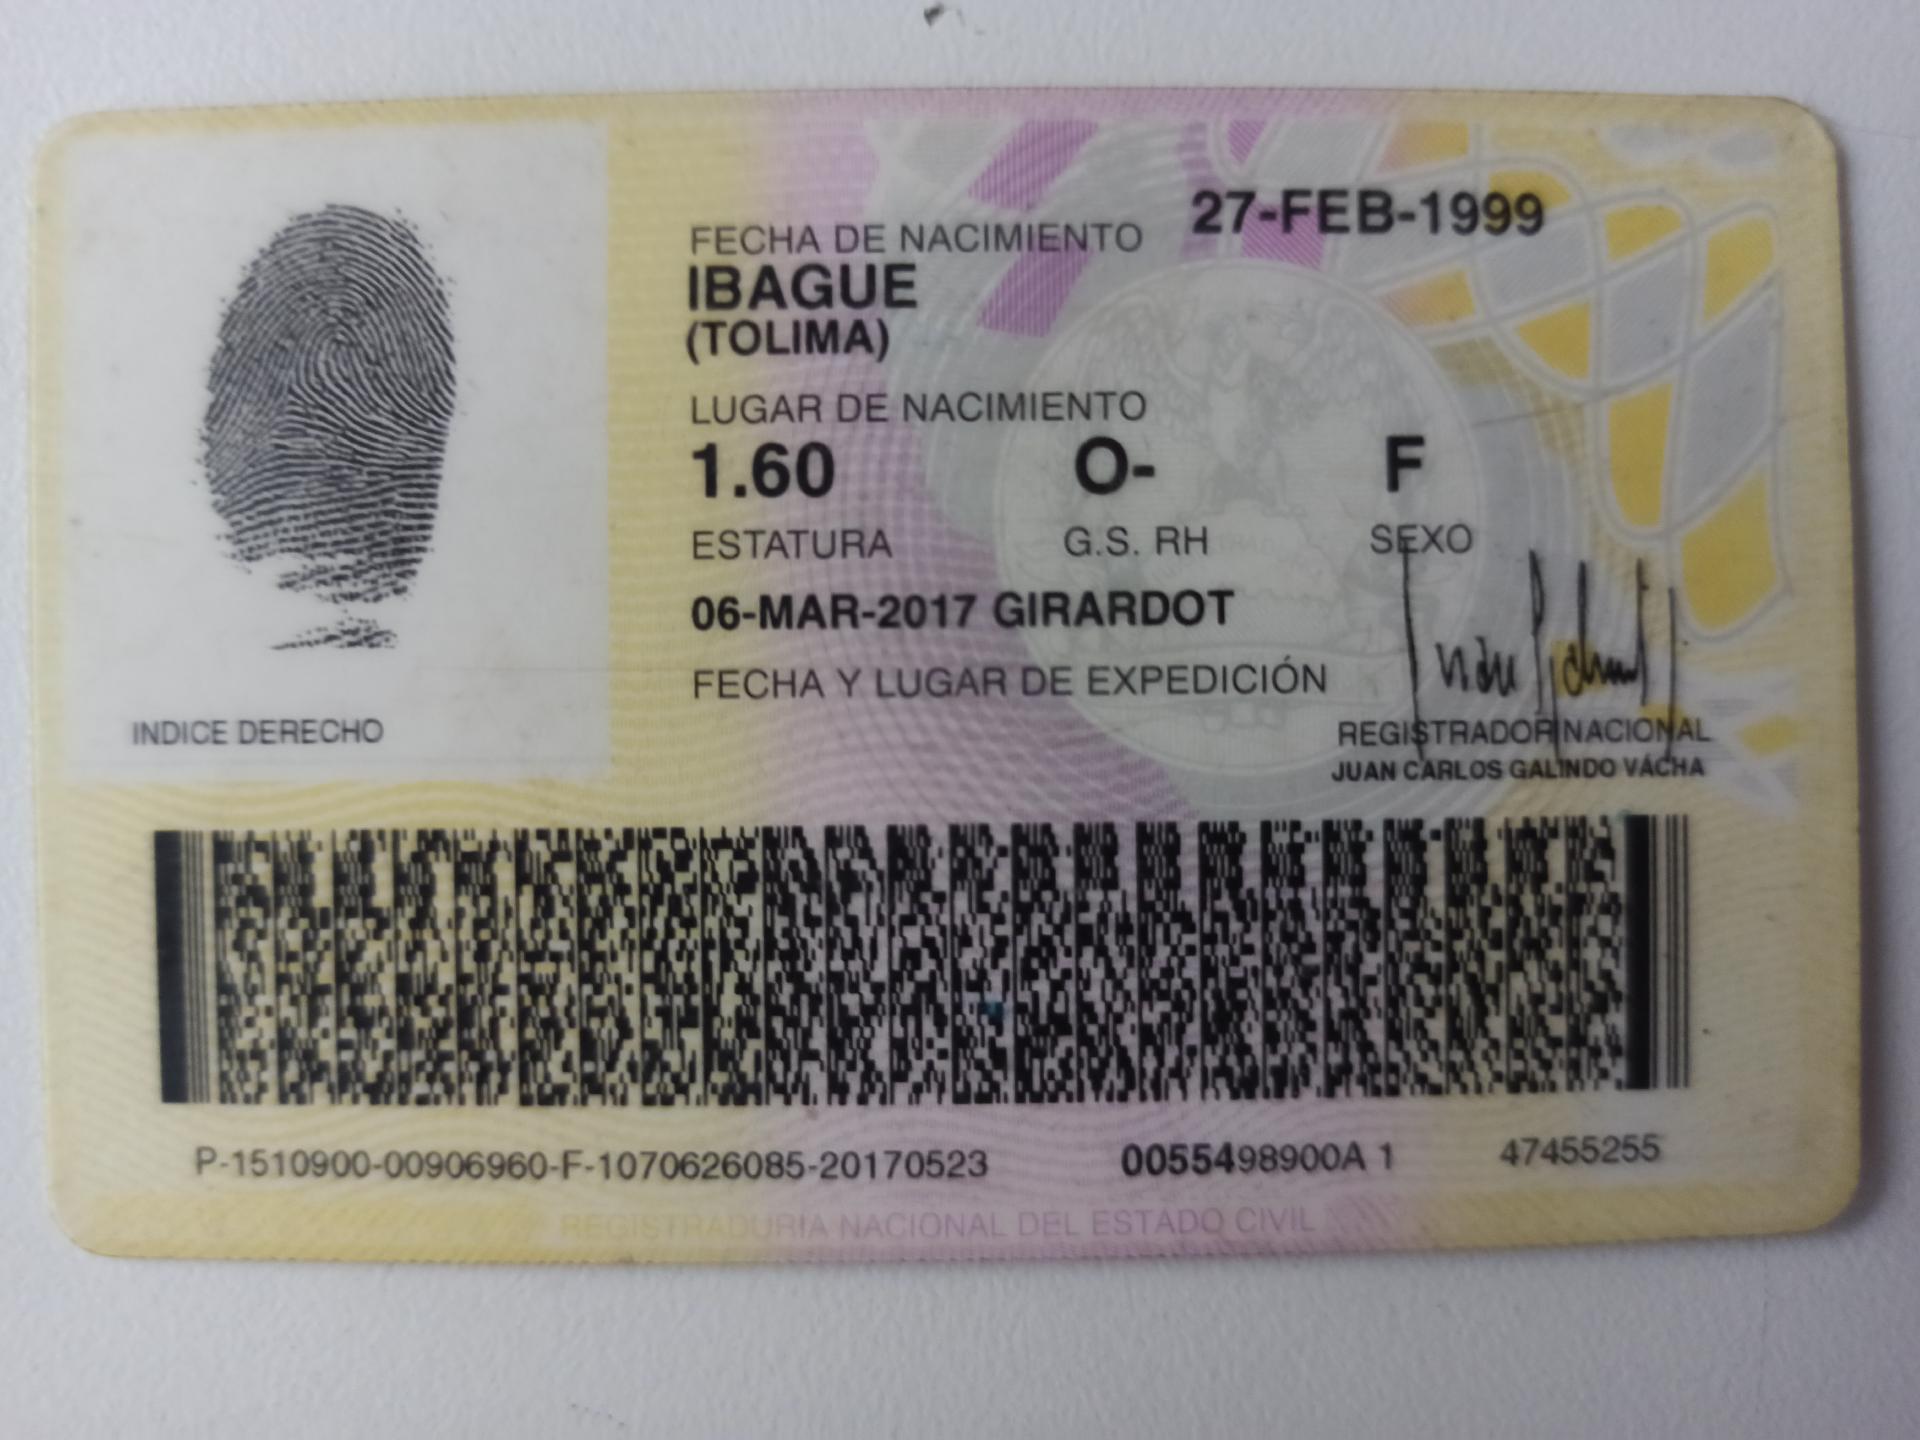 27-FEB-1999
FECHA DE NACIMIENTO
IBAGUE
(TOLIMA)
LUGAR DE NACIMIENTO
1.60 O- F
ESTATURA G.S. RH SEXO
06-MAR-2017 GIRARDOT
FECHA Y LUGAR DE EXPEDICIÓN
INDICE DERECHO
REGISTRADOR NACIONAL
JUAN CARLOS GALINDO VÁCHA
P-1510900-00906960-F-1070626085-20170523 0055498900A 1 47455255
REGISTRADURIA NACIONAL DEL ESTADO CIVIL